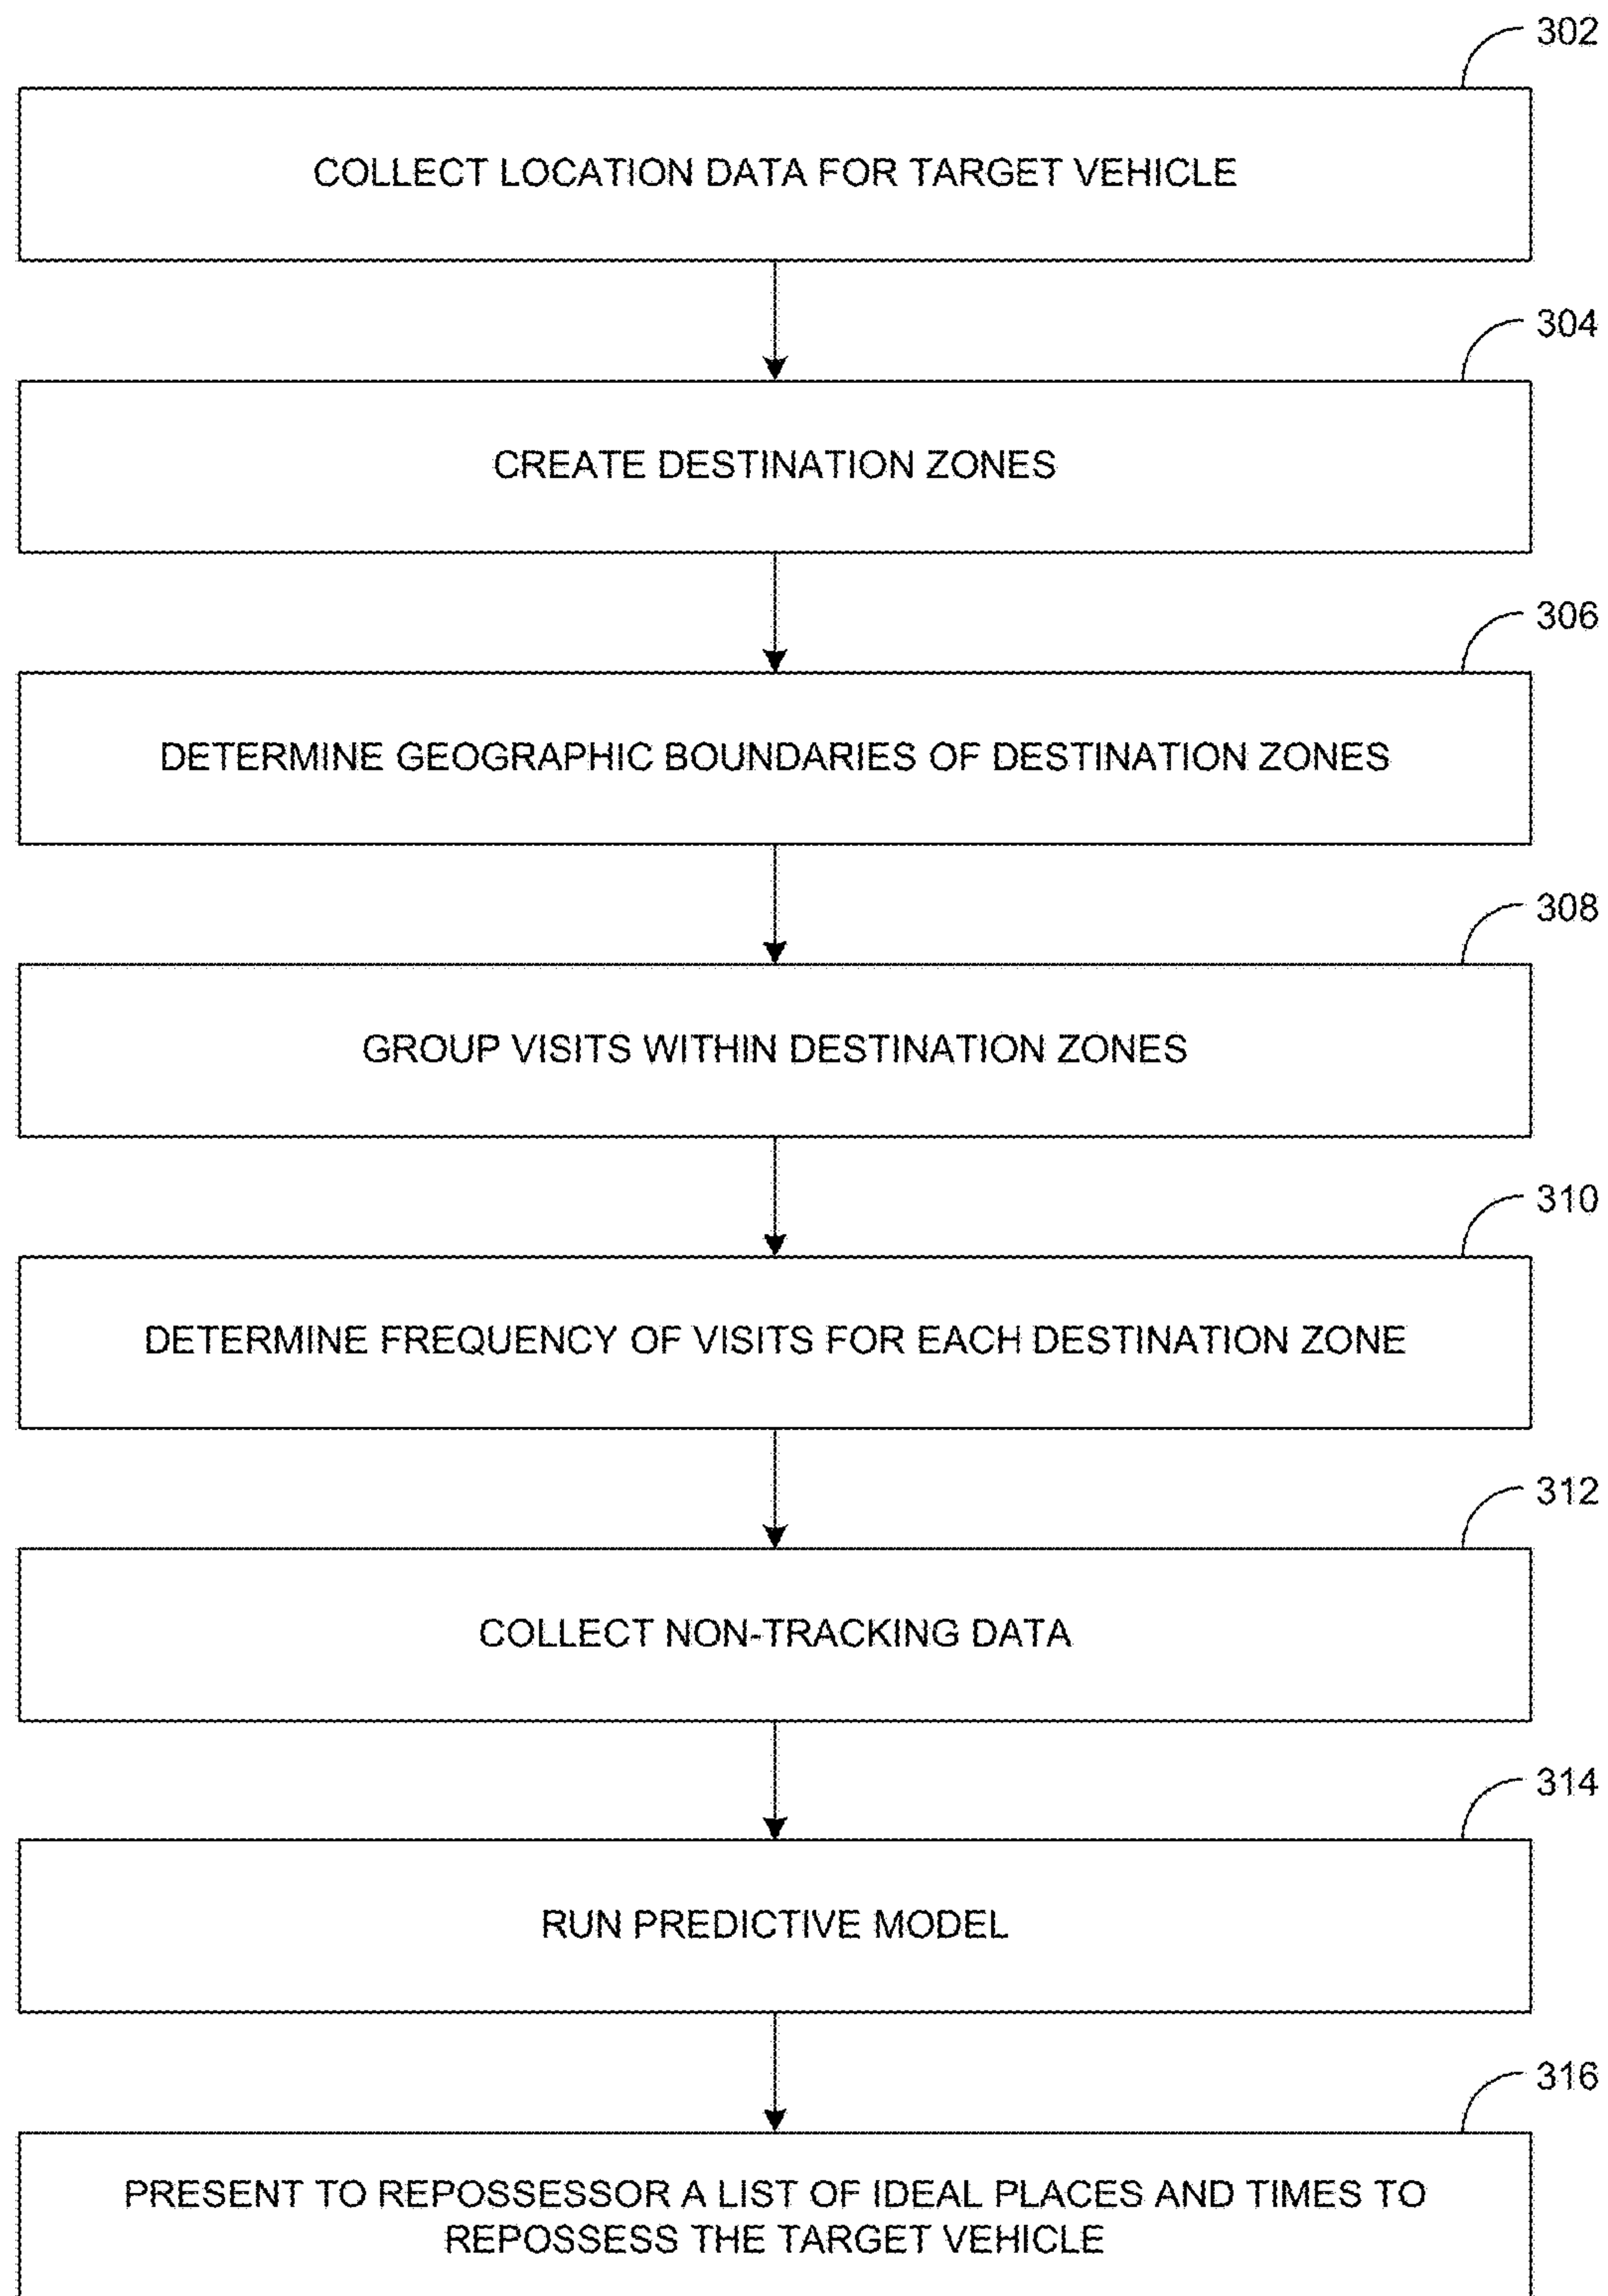 302
COLLECT LOCATION DATA FOR TARGET VEHICLE
304
CREATE DESTINATION ZONES
306
DETERMINE GEOGRAPHIC BOUNDARIES OF DESTINATION ZONES
308
GROUP VISITS WITHIN DESTINATION ZONES
310
DETERMINE FREQUENCY OF VISITS FOR EACH DESTINATION ZONE
312
COLLECT NON-TRACKING DATA
314
RUN PREDICTIVE MODEL
316
PRESENT TO REPOSSESSOR A LIST OF IDEAL PLACES AND TIMES TO
REPOSSESS THE TARGET VEHICLE